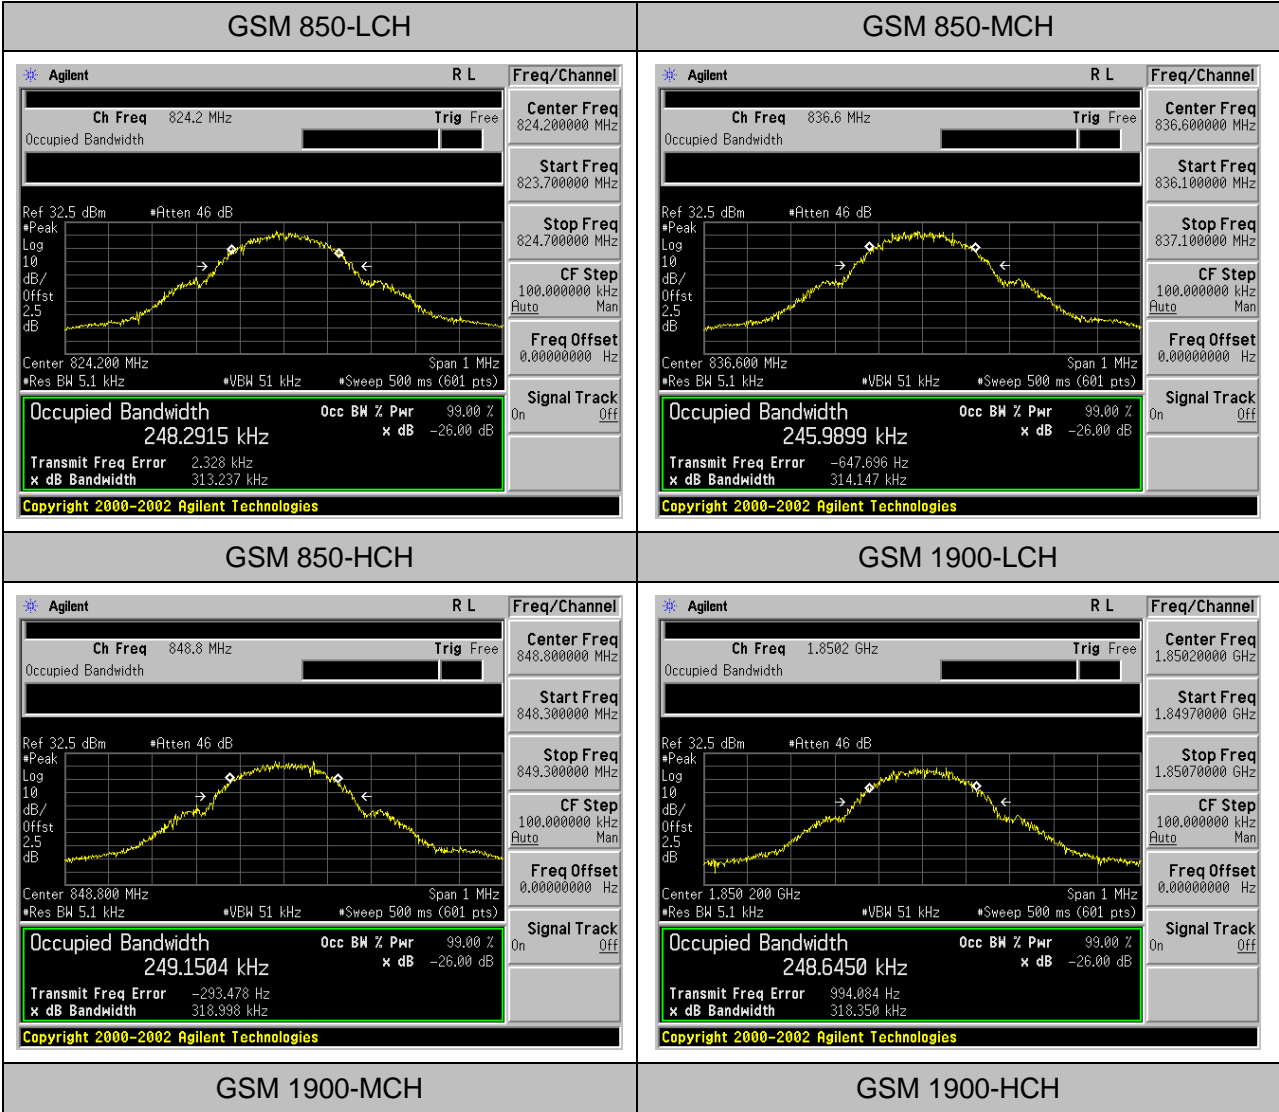 GSM 850-LCH
GSM 850-MCH
Agilent R L Freq/Channel
Ch Freq 824.2 MHz Trig Free
Occupied Bandwidth
Center Freq
824.200000 MHz
Start Freq
823.700000 MHz
Stop Freq
824.700000 MHz
CF Step
100.000000 kHz
Auto Man
Freq Offset
0.00000000 Hz
Signal Track
On Off
Ref 32.5 dBm #Atten 46 dB
#Peak
Log
10
dB/
Offst
2.5
dB
Center 824.200 MHz Span 1 MHz
#Res BW 5.1 kHz #VBW 51 kHz #Sweep 500 ms (601 pts)
Occupied Bandwidth Occ BW % Pwr 99.00 %
248.2915 kHz x dB -26.00 dB
Transmit Freq Error 2.328 kHz
x dB Bandwidth 313.237 kHz
Copyright 2000-2002 Agilent Technologies
Agilent R L Freq/Channel
Ch Freq 836.6 MHz Trig Free
Occupied Bandwidth
Center Freq
836.600000 MHz
Start Freq
836.100000 MHz
Stop Freq
837.100000 MHz
CF Step
100.000000 kHz
Auto Man
Freq Offset
0.00000000 Hz
Signal Track
On Off
Ref 32.5 dBm #Atten 46 dB
#Peak
Log
10
dB/
Offst
2.5
dB
Center 836.600 MHz Span 1 MHz
#Res BW 5.1 kHz #VBW 51 kHz #Sweep 500 ms (601 pts)
Occupied Bandwidth Occ BW % Pwr 99.00 %
245.9899 kHz x dB -26.00 dB
Transmit Freq Error -647.696 Hz
x dB Bandwidth 314.147 kHz
Copyright 2000-2002 Agilent Technologies
GSM 850-HCH
GSM 1900-LCH
Agilent R L Freq/Channel
Ch Freq 848.8 MHz Trig Free
Occupied Bandwidth
Center Freq
848.800000 MHz
Start Freq
848.300000 MHz
Stop Freq
849.300000 MHz
CF Step
100.000000 kHz
Auto Man
Freq Offset
0.00000000 Hz
Signal Track
On Off
Ref 32.5 dBm #Atten 46 dB
#Peak
Log
10
dB/
Offst
2.5
dB
Center 848.800 MHz Span 1 MHz
#Res BW 5.1 kHz #VBW 51 kHz #Sweep 500 ms (601 pts)
Occupied Bandwidth Occ BW % Pwr 99.00 %
249.1504 kHz x dB -26.00 dB
Transmit Freq Error -293.478 Hz
x dB Bandwidth 318.998 kHz
Copyright 2000-2002 Agilent Technologies
Agilent R L Freq/Channel
Ch Freq 1.8502 GHz Trig Free
Occupied Bandwidth
Center Freq
1.85020000 GHz
Start Freq
1.84970000 GHz
Stop Freq
1.85070000 GHz
CF Step
100.000000 kHz
Auto Man
Freq Offset
0.00000000 Hz
Signal Track
On Off
Ref 32.5 dBm #Atten 46 dB
#Peak
Log
10
dB/
Offst
2.5
dB
Center 1.850 200 GHz Span 1 MHz
#Res BW 5.1 kHz #VBW 51 kHz #Sweep 500 ms (601 pts)
Occupied Bandwidth Occ BW % Pwr 99.00 %
248.6450 kHz x dB -26.00 dB
Transmit Freq Error 994.084 Hz
x dB Bandwidth 318.350 kHz
Copyright 2000-2002 Agilent Technologies
GSM 1900-MCH
GSM 1900-HCH